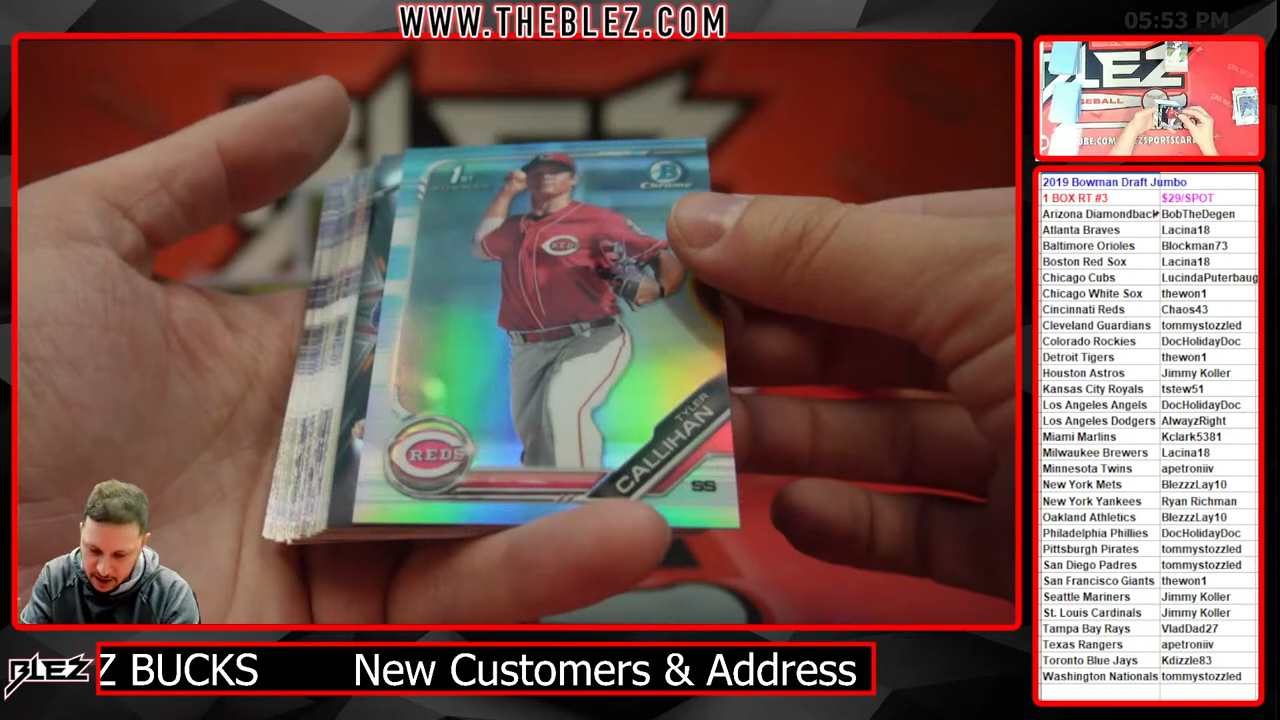 WWW.THEBLEZ.COM
05:53 PM
1ST
BOWMAN
B
Chrome
REDS
REDS
TYLER
CALLIHAN
SS
BLEZ
BASEBALL
2019 Bowman Draft Jumbo
1 BOX RT #3 $29/SPOT
Arizona Diamondback BobTheDegen
Atlanta Braves Lacina18
Baltimore Orioles Blockman73
Boston Red Sox Lacina18
Chicago Cubs LucindaPuterbaug
Chicago White Sox thewon1
Cincinnati Reds Chaos43
Cleveland Guardians tommystozzled
Colorado Rockies DocHolidayDoc
Detroit Tigers thewon1
Houston Astros Jimmy Koller
Kansas City Royals tstew51
Los Angeles Angels DocHolidayDoc
Los Angeles Dodgers AlwayzRight
Miami Marlins Kclark5381
Milwaukee Brewers Lacina18
Minnesota Twins apetroniiv
New York Mets BlezzzLay10
New York Yankees Ryan Richman
Oakland Athletics BlezzzLay10
Philadelphia Phillies DocHolidayDoc
Pittsburgh Pirates tommystozzled
San Diego Padres tommystozzled
San Francisco Giants thewon1
Seattle Mariners Jimmy Koller
St. Louis Cardinals Jimmy Koller
Tampa Bay Rays VladDad27
Texas Rangers apetroniiv
Toronto Blue Jays Kdizzle83
Washington Nationals tommystozzled
BLEZ
Z BUCKS New Customers & Address